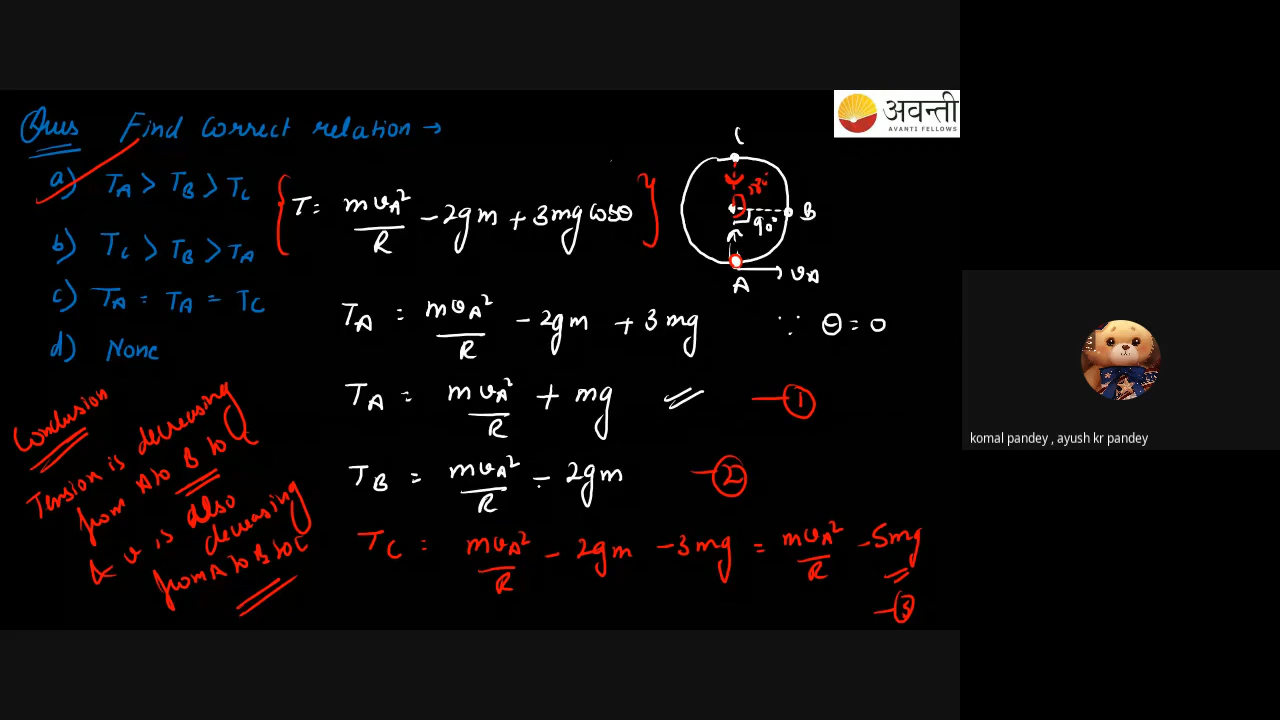 Ques Find Correct relation →
a) TA > TB > TC
b) TC > TB > TA
c) TA = TA = TC
d) None
{ T = mvA²/R - 2gm + 3mg cosθ }
अवन्ती
AVANTI FELLOWS
C
B
90°
A
vA
TA = mvA²/R - 2gm + 3mg ∵ θ = 0
TA = mvA²/R + mg — ①
TB = mvA²/R - 2gm — ②
TC = mvA²/R - 2gm - 3mg = mvA²/R - 5mg
— ③
Conclusion
Tension is decreasing
from A to B to C
& v is also
decreasing
from A to B to C
komal pandey , ayush kr pandey